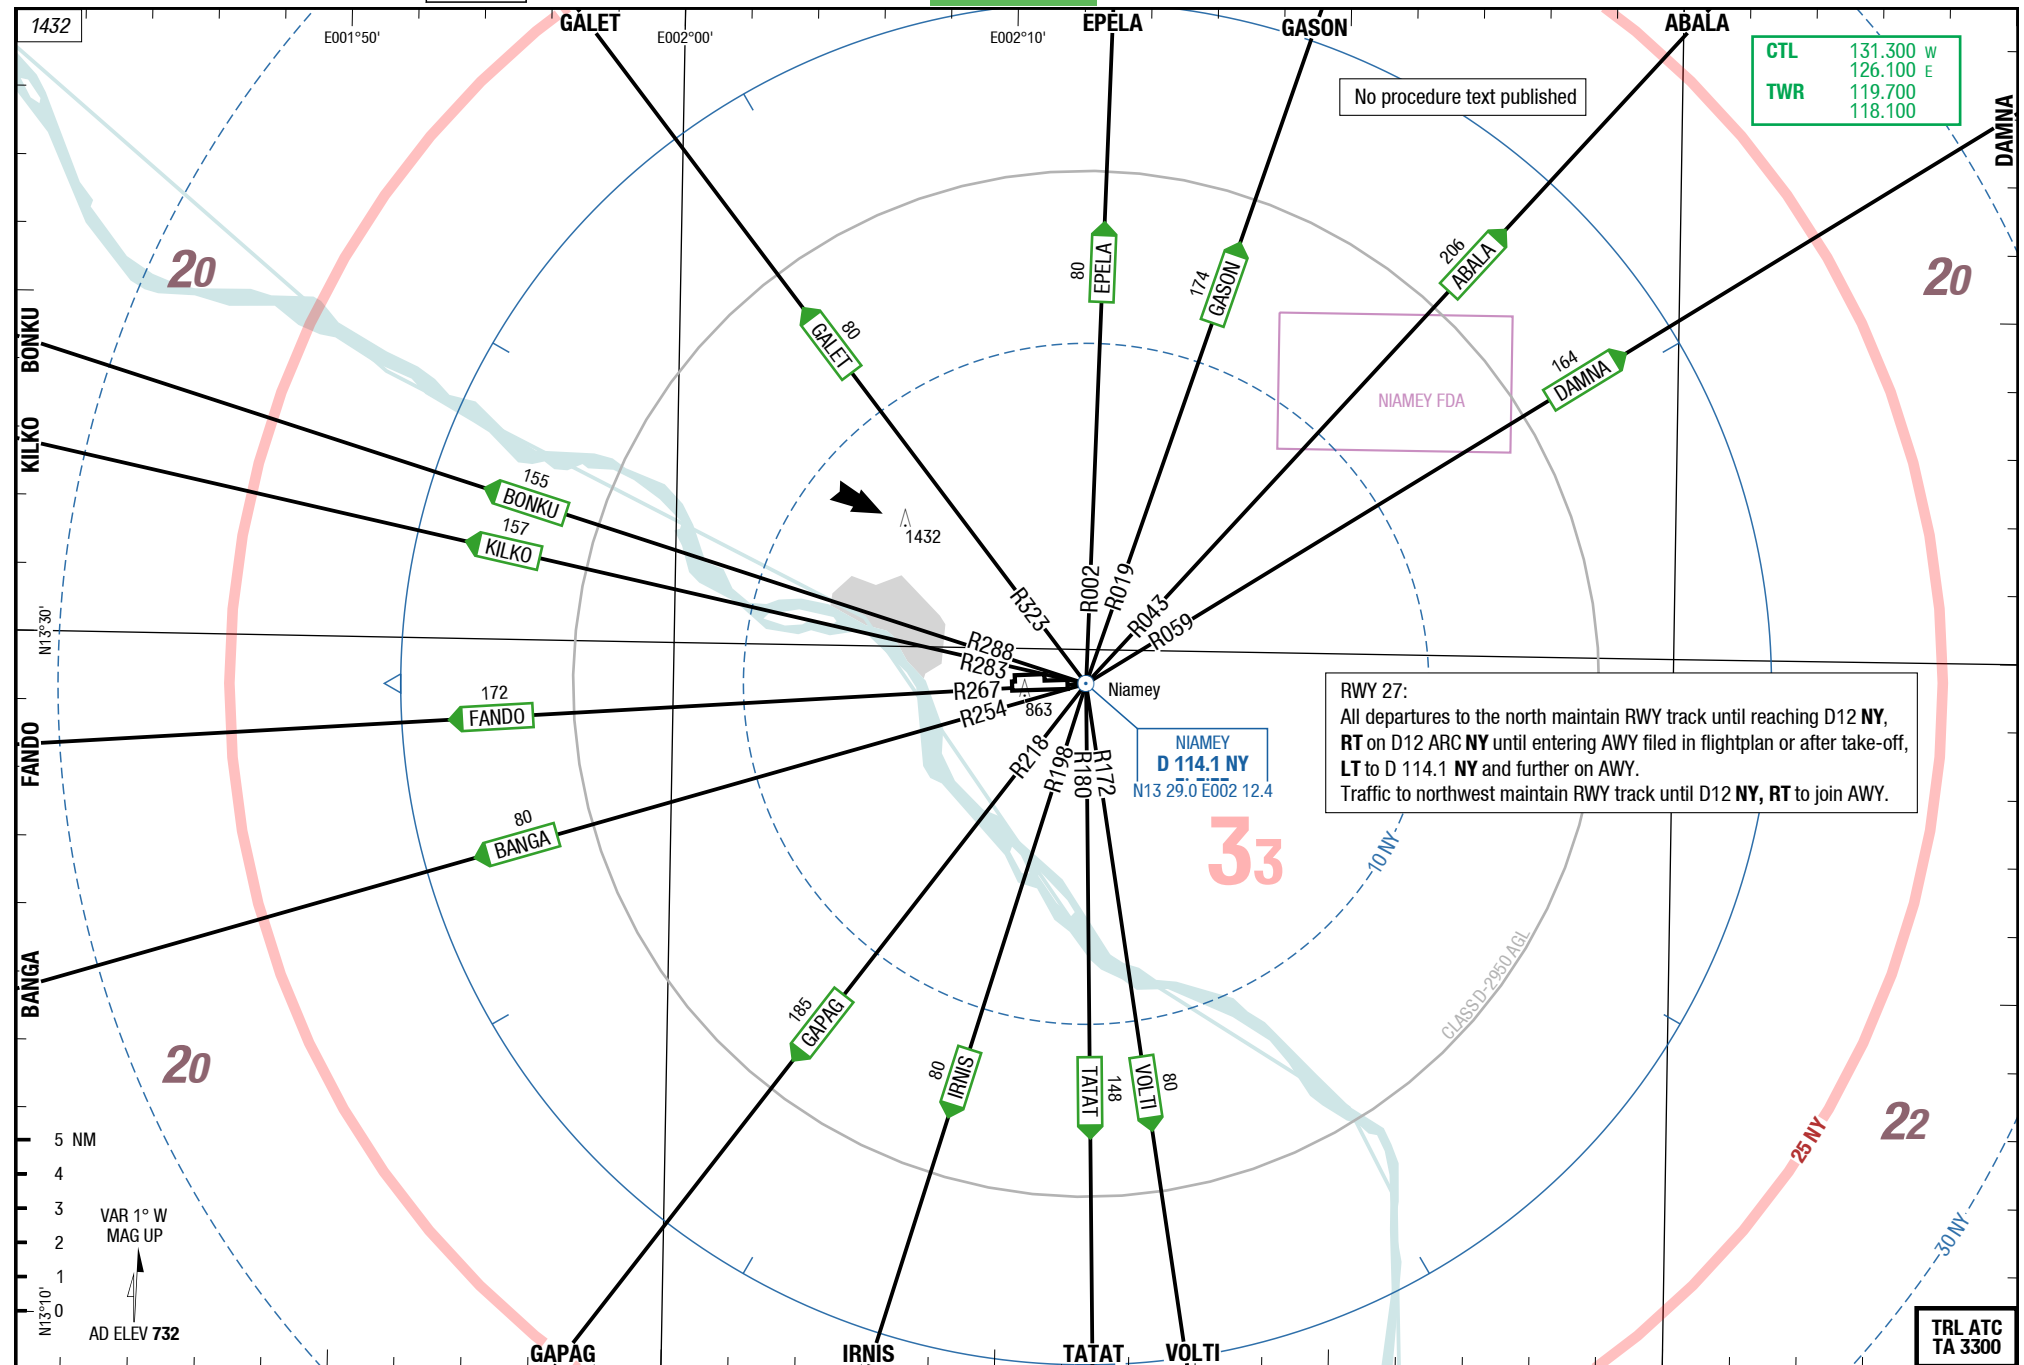 1432
E001°50'
GALET
E002°00'
E002°10'
EPELA
GASON
ABALA
CTL 131.300 W
126.100 E
TWR 119.700
118.100
No procedure text published
DAMNA
20
20
BONKU
KILKO
FANDO
BANGA
80
GALET
80
EPELA
174
GASON
206
ABALA
164
DAMNA
NIAMEY FDA
155
BONKU
157
KILKO
1432
R323
R002
R019
R043
R059
R288
R283
R267
R254
R218
R198
R180
R172
N13°30'
863
Niamey
172
FANDO
80
BANGA
NIAMEY
D 114.1 NY
N13 29.0 E002 12.4
RWY 27:
All departures to the north maintain RWY track until reaching D12 NY,
RT on D12 ARC NY until entering AWY filed in flightplan or after take-off,
LT to D 114.1 NY and further on AWY.
Traffic to northwest maintain RWY track until D12 NY, RT to join AWY.
33
10 NY
CLASS D-2950 AGL
185
GAPAG
80
IRNIS
TATAT
148
VOLTI
80
20
22
25 NY
30 NY
5 NM
4
3
2
1
0
VAR 1° W
MAG UP
N13°10'
AD ELEV 732
GAPAG
IRNIS
TATAT
VOLTI
TRL ATC
TA 3300